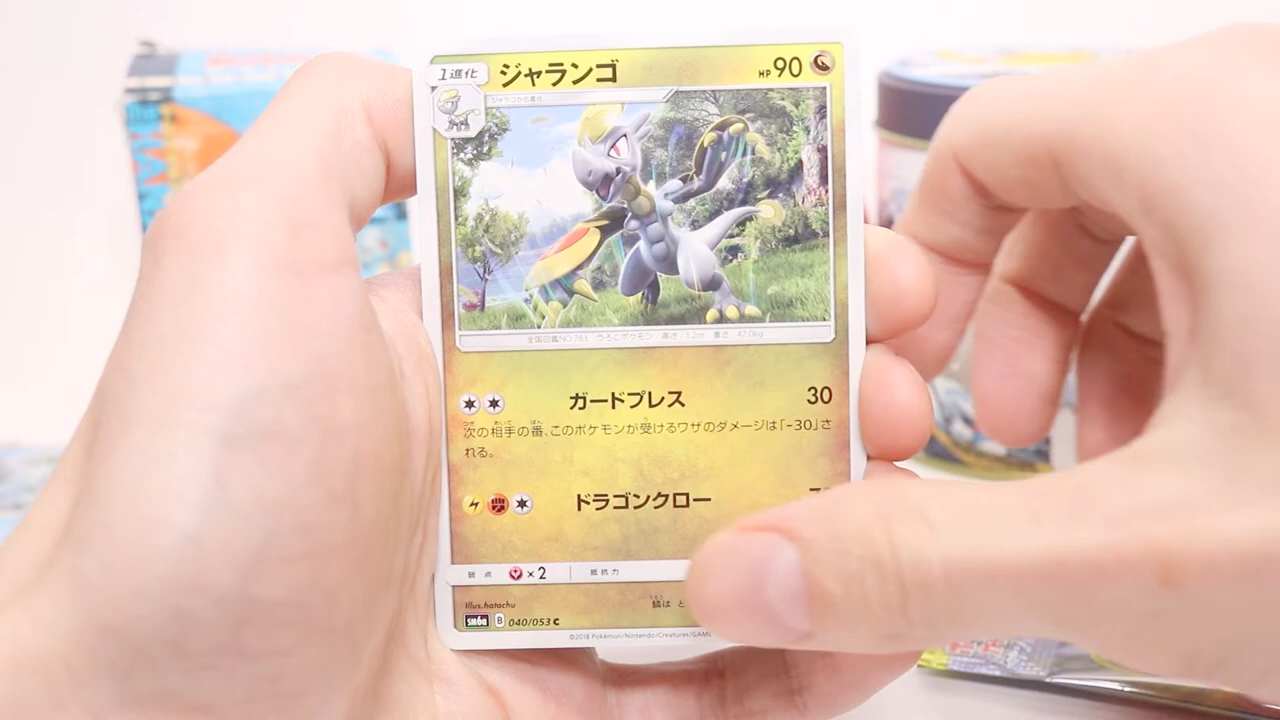 1進化 ジャランゴ HP 90
ジャラコから進化
全国図鑑NO.783 うろこポケモン 高さ:1.2m 重さ:47.0kg
ガードプレス 30
次の相手の番、このポケモンが受けるワザのダメージは「-30」さ
れる。
ドラゴンクロー
弱点 ×2 抵抗力
Illus.hatachu
鱗は
SM6a B 040/053 C
©2018 Pokémon/Nintendo/Creatures/GAME